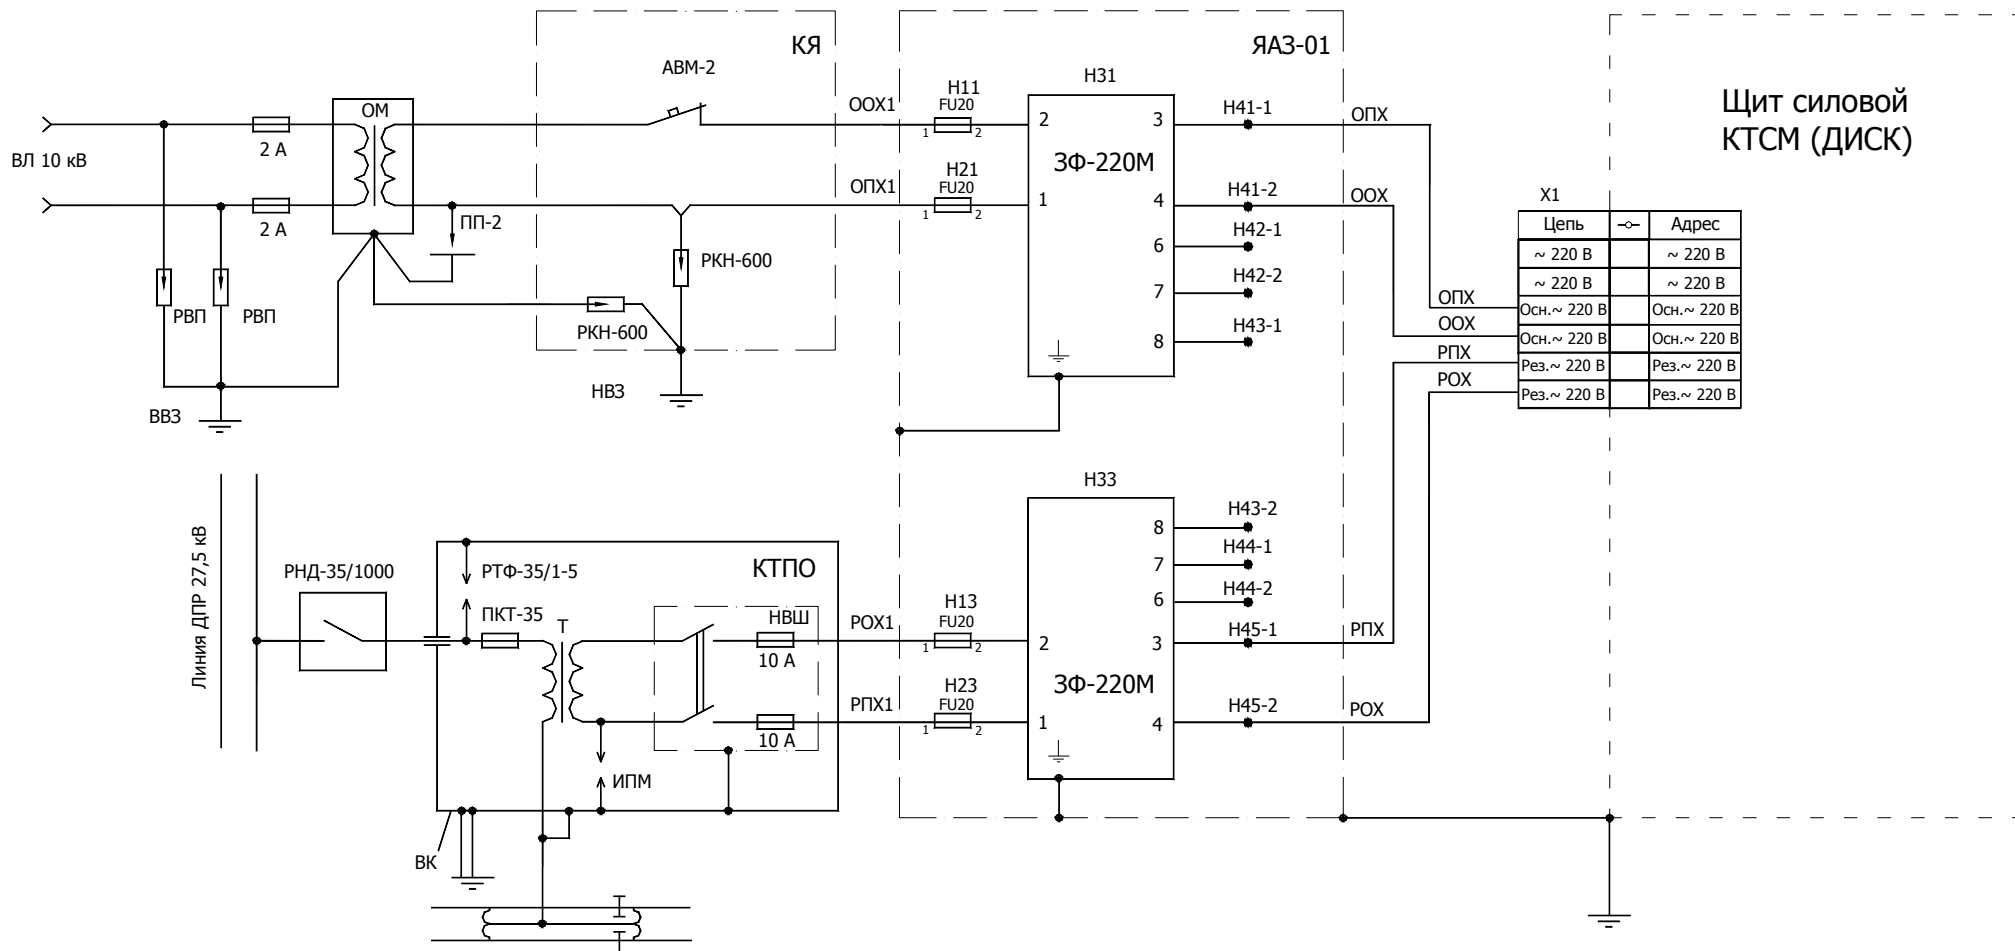 КЯ
ЯАЗ-01
АВМ-2
Н31
ОМ
ООХ1
Н11
FU20
1
2
2
3
Н41-1
ОПХ
Щит силовой
КТСМ (ДИСК)
ВЛ 10 кВ
2 А
ЗФ-220М
ОПХ1
Н21
FU20
1
2
1
4
Н41-2
ООХ
Х1
Цепь
Адрес
2 А
ПП-2
6
Н42-1
~ 220 В
~ 220 В
РКН-600
7
Н42-2
~ 220 В
~ 220 В
РВП
РВП
РКН-600
8
Н43-1
ОПХ
Осн.~ 220 В
Осн.~ 220 В
ООХ
Осн.~ 220 В
Осн.~ 220 В
РПХ
Рез.~ 220 В
Рез.~ 220 В
РОХ
Рез.~ 220 В
Рез.~ 220 В
ВВЗ
НВЗ
Н33
Линия ДПР 27,5 кВ
РНД-35/1000
РТФ-35/1-5
КТПО
8
Н43-2
7
Н44-1
6
Н44-2
ПКТ-35
Т
НВШ
10 А
РОХ1
Н13
FU20
1
2
2
3
Н45-1
РПХ
ЗФ-220М
РПХ1
Н23
FU20
1
2
1
4
Н45-2
РОХ
10 А
ИПМ
ВК